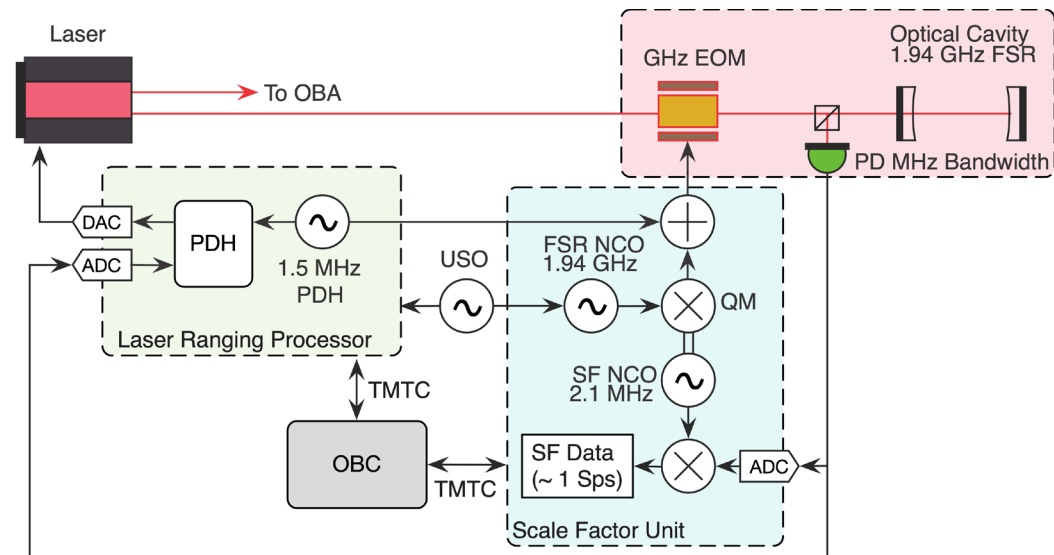 Laser
To OBA
GHz EOM
Optical Cavity
1.94 GHz FSR
PD MHz Bandwidth
DAC
ADC
PDH
1.5 MHz
PDH
Laser Ranging Processor
USO
FSR NCO
1.94 GHz
QM
SF NCO
2.1 MHz
TMTC
OBC
TMTC
SF Data
(~ 1 Sps)
ADC
Scale Factor Unit